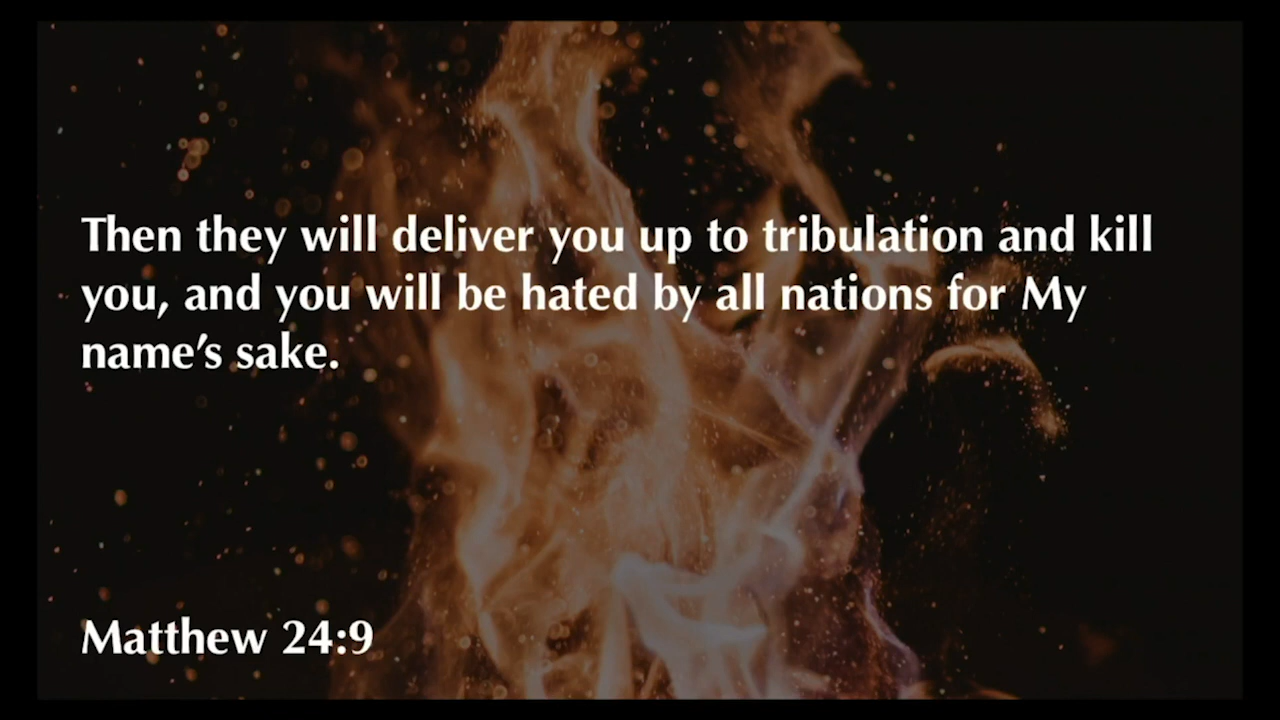 Then they will deliver you up to tribulation and kill
you, and you will be hated by all nations for My
name’s sake.
Matthew 24:9